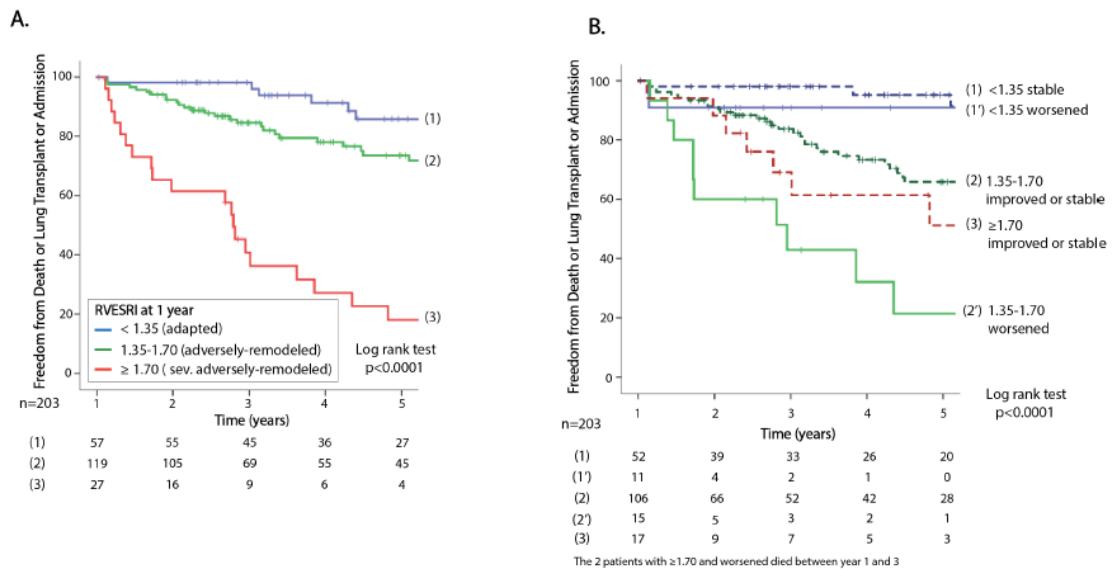 A.
Freedom from Death or Lung Transplant or Admission
100
80
60
40
20
0
(1)
(2)
(3)
RVESRI at 1 year
< 1.35 (adapted)
1.35-1.70 (adversely-remodeled)
≥ 1.70 ( sev. adversely-remodeled)
Log rank test
p<0.0001
n=203
1 2 3 4 5
Time (years)
(1) 57 55 45 36 27
(2) 119 105 69 55 45
(3) 27 16 9 6 4
B.
Freedom from Death or Lung Transplant or Admission
100
80
60
40
20
0
(1) <1.35 stable
(1') <1.35 worsened
(2) 1.35-1.70
improved or stable
(3) ≥1.70
improved or stable
(2') 1.35-1.70
worsened
Log rank test
p<0.0001
n=203
1 2 3 4 5
Time (years)
(1) 52 39 33 26 20
(1') 11 4 2 1 0
(2) 106 66 52 42 28
(2') 15 5 3 2 1
(3) 17 9 7 5 3
The 2 patients with ≥1.70 and worsened died between year 1 and 3